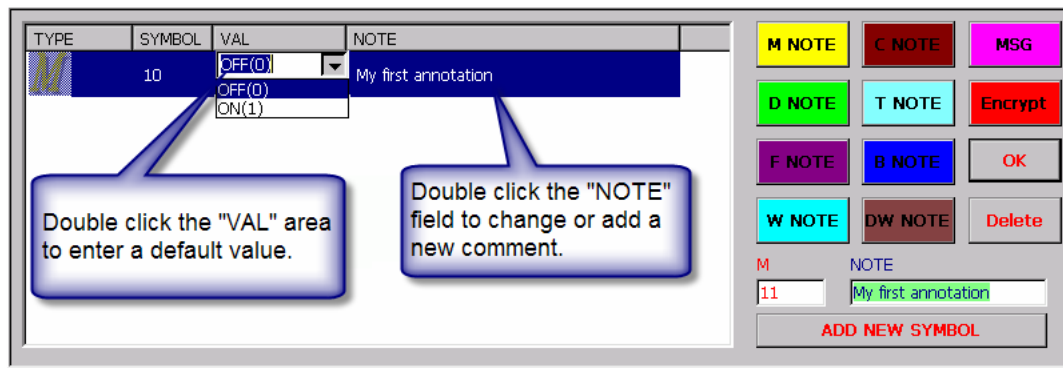 TYPE SYMBOL VAL NOTE
M 10 OFF(0) My first annotation
OFF(0)
ON(1)
Double click the "VAL" area
to enter a default value.
Double click the "NOTE"
field to change or add a
new comment.
M NOTE C NOTE MSG
D NOTE T NOTE Encrypt
F NOTE B NOTE OK
W NOTE DW NOTE Delete
M NOTE
11 My first annotation
ADD NEW SYMBOL